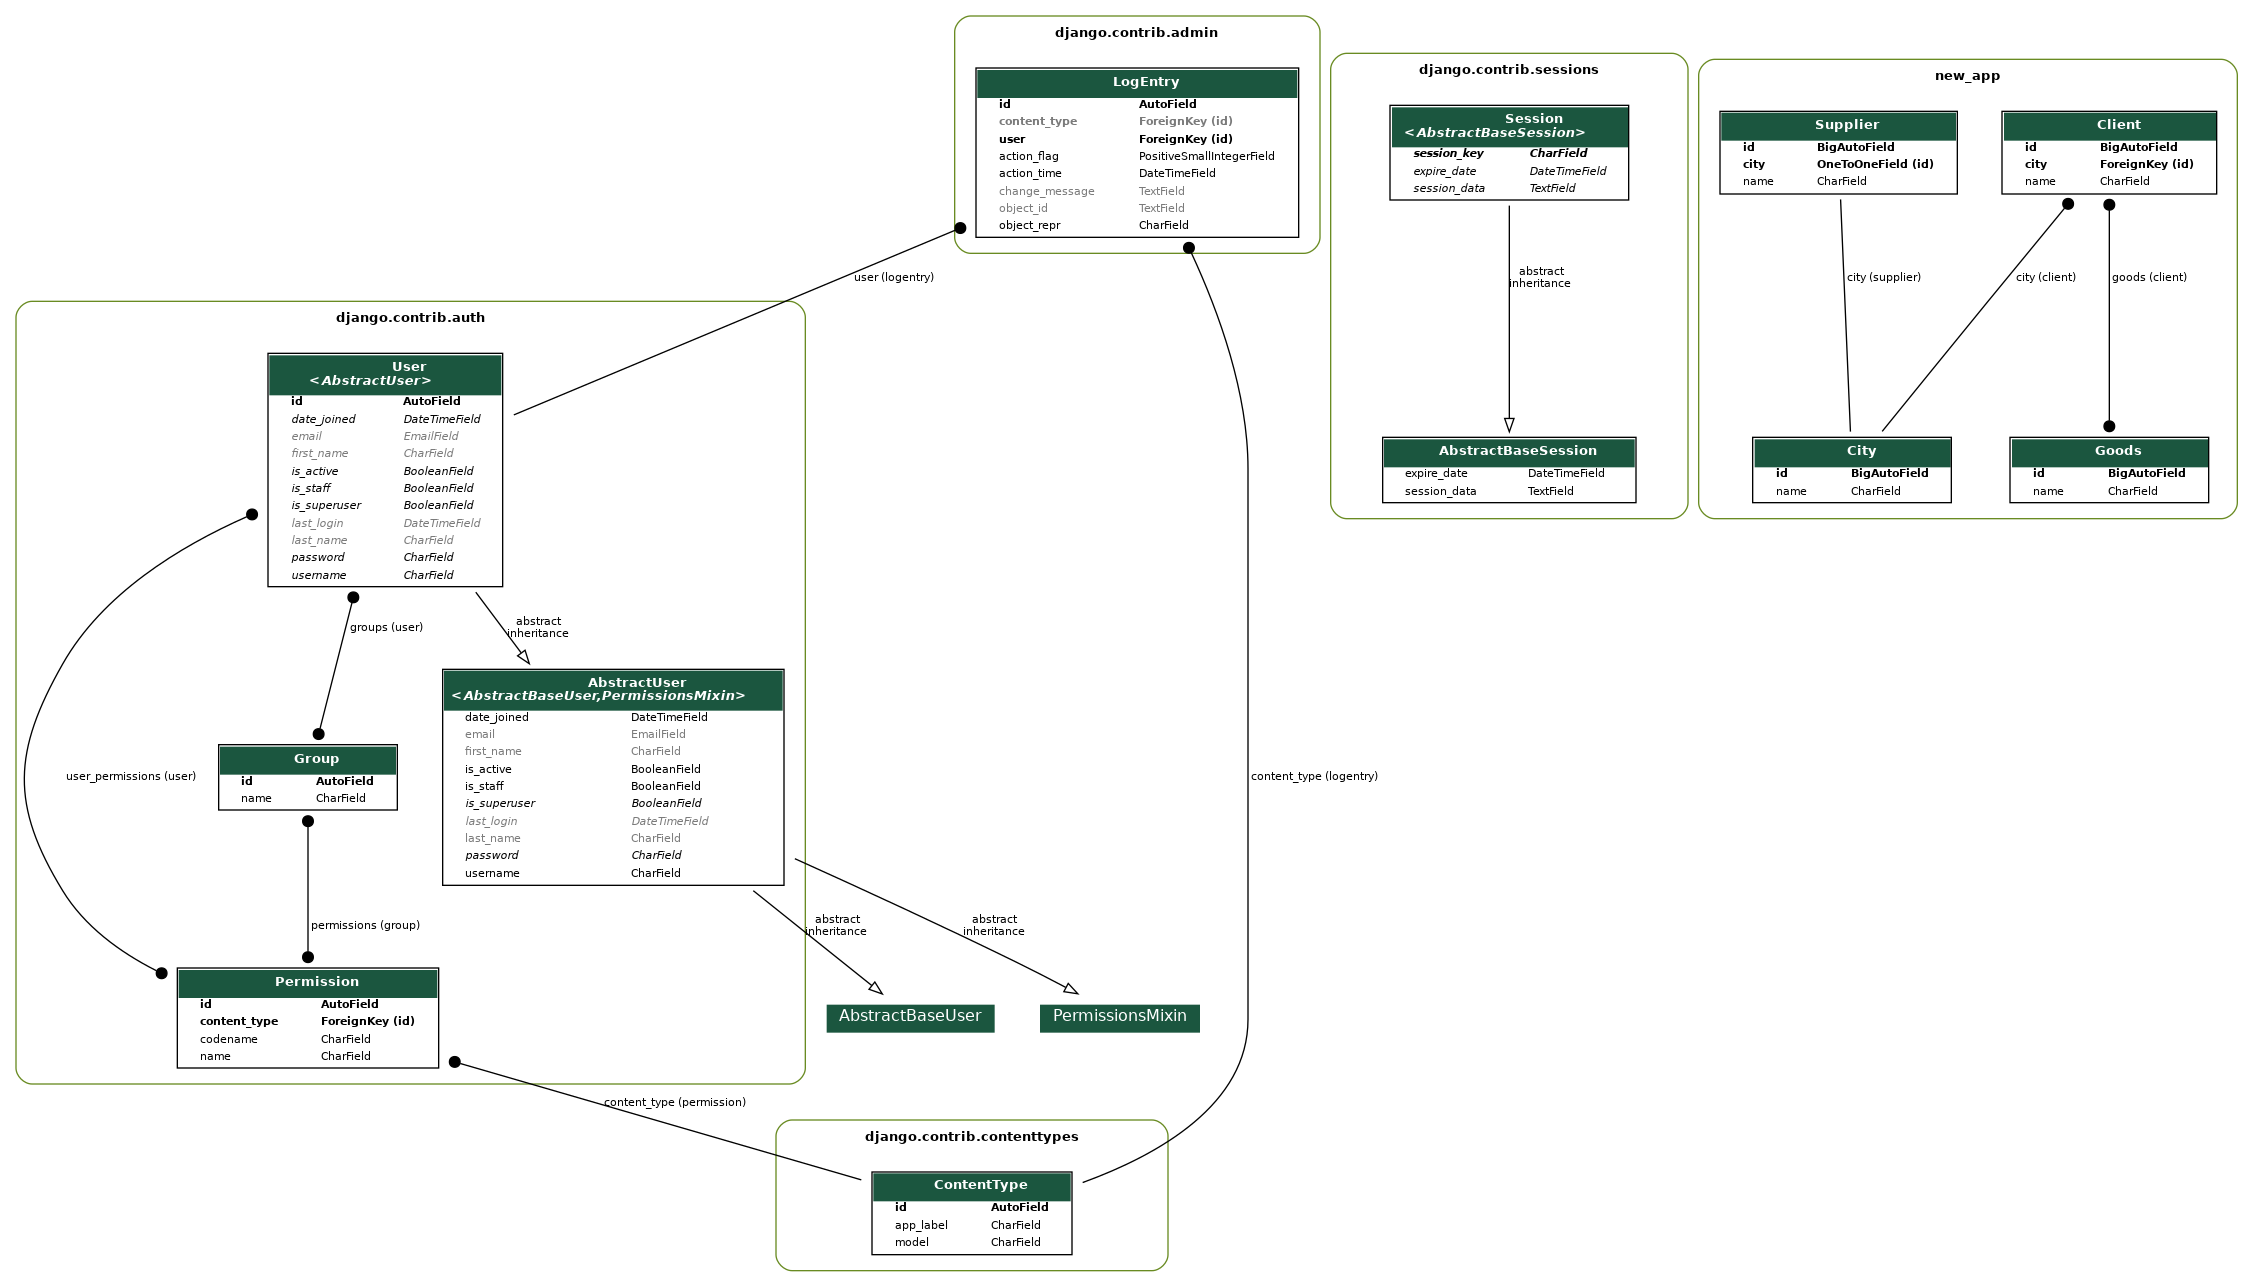 django.contrib.admin
LogEntry
id AutoField
content_type ForeignKey (id)
user ForeignKey (id)
action_flag PositiveSmallIntegerField
action_time DateTimeField
change_message TextField
object_id TextField
object_repr CharField
django.contrib.sessions
Session
<AbstractBaseSession>
session_key CharField
expire_date DateTimeField
session_data TextField
abstract
inheritance
AbstractBaseSession
expire_date DateTimeField
session_data TextField
new_app
Supplier
id BigAutoField
city OneToOneField (id)
name CharField
Client
id BigAutoField
city ForeignKey (id)
name CharField
city (supplier)
city (client)
goods (client)
City
id BigAutoField
name CharField
Goods
id BigAutoField
name CharField
user (logentry)
django.contrib.auth
User
<AbstractUser>
id AutoField
date_joined DateTimeField
email EmailField
first_name CharField
is_active BooleanField
is_staff BooleanField
is_superuser BooleanField
last_login DateTimeField
last_name CharField
password CharField
username CharField
groups (user)
abstract
inheritance
AbstractUser
<AbstractBaseUser,PermissionsMixin>
date_joined DateTimeField
email EmailField
first_name CharField
is_active BooleanField
is_staff BooleanField
is_superuser BooleanField
last_login DateTimeField
last_name CharField
password CharField
username CharField
Group
id AutoField
name CharField
user_permissions (user)
content_type (logentry)
permissions (group)
abstract
inheritance
abstract
inheritance
Permission
id AutoField
content_type ForeignKey (id)
codename CharField
name CharField
AbstractBaseUser
PermissionsMixin
content_type (permission)
django.contrib.contenttypes
ContentType
id AutoField
app_label CharField
model CharField